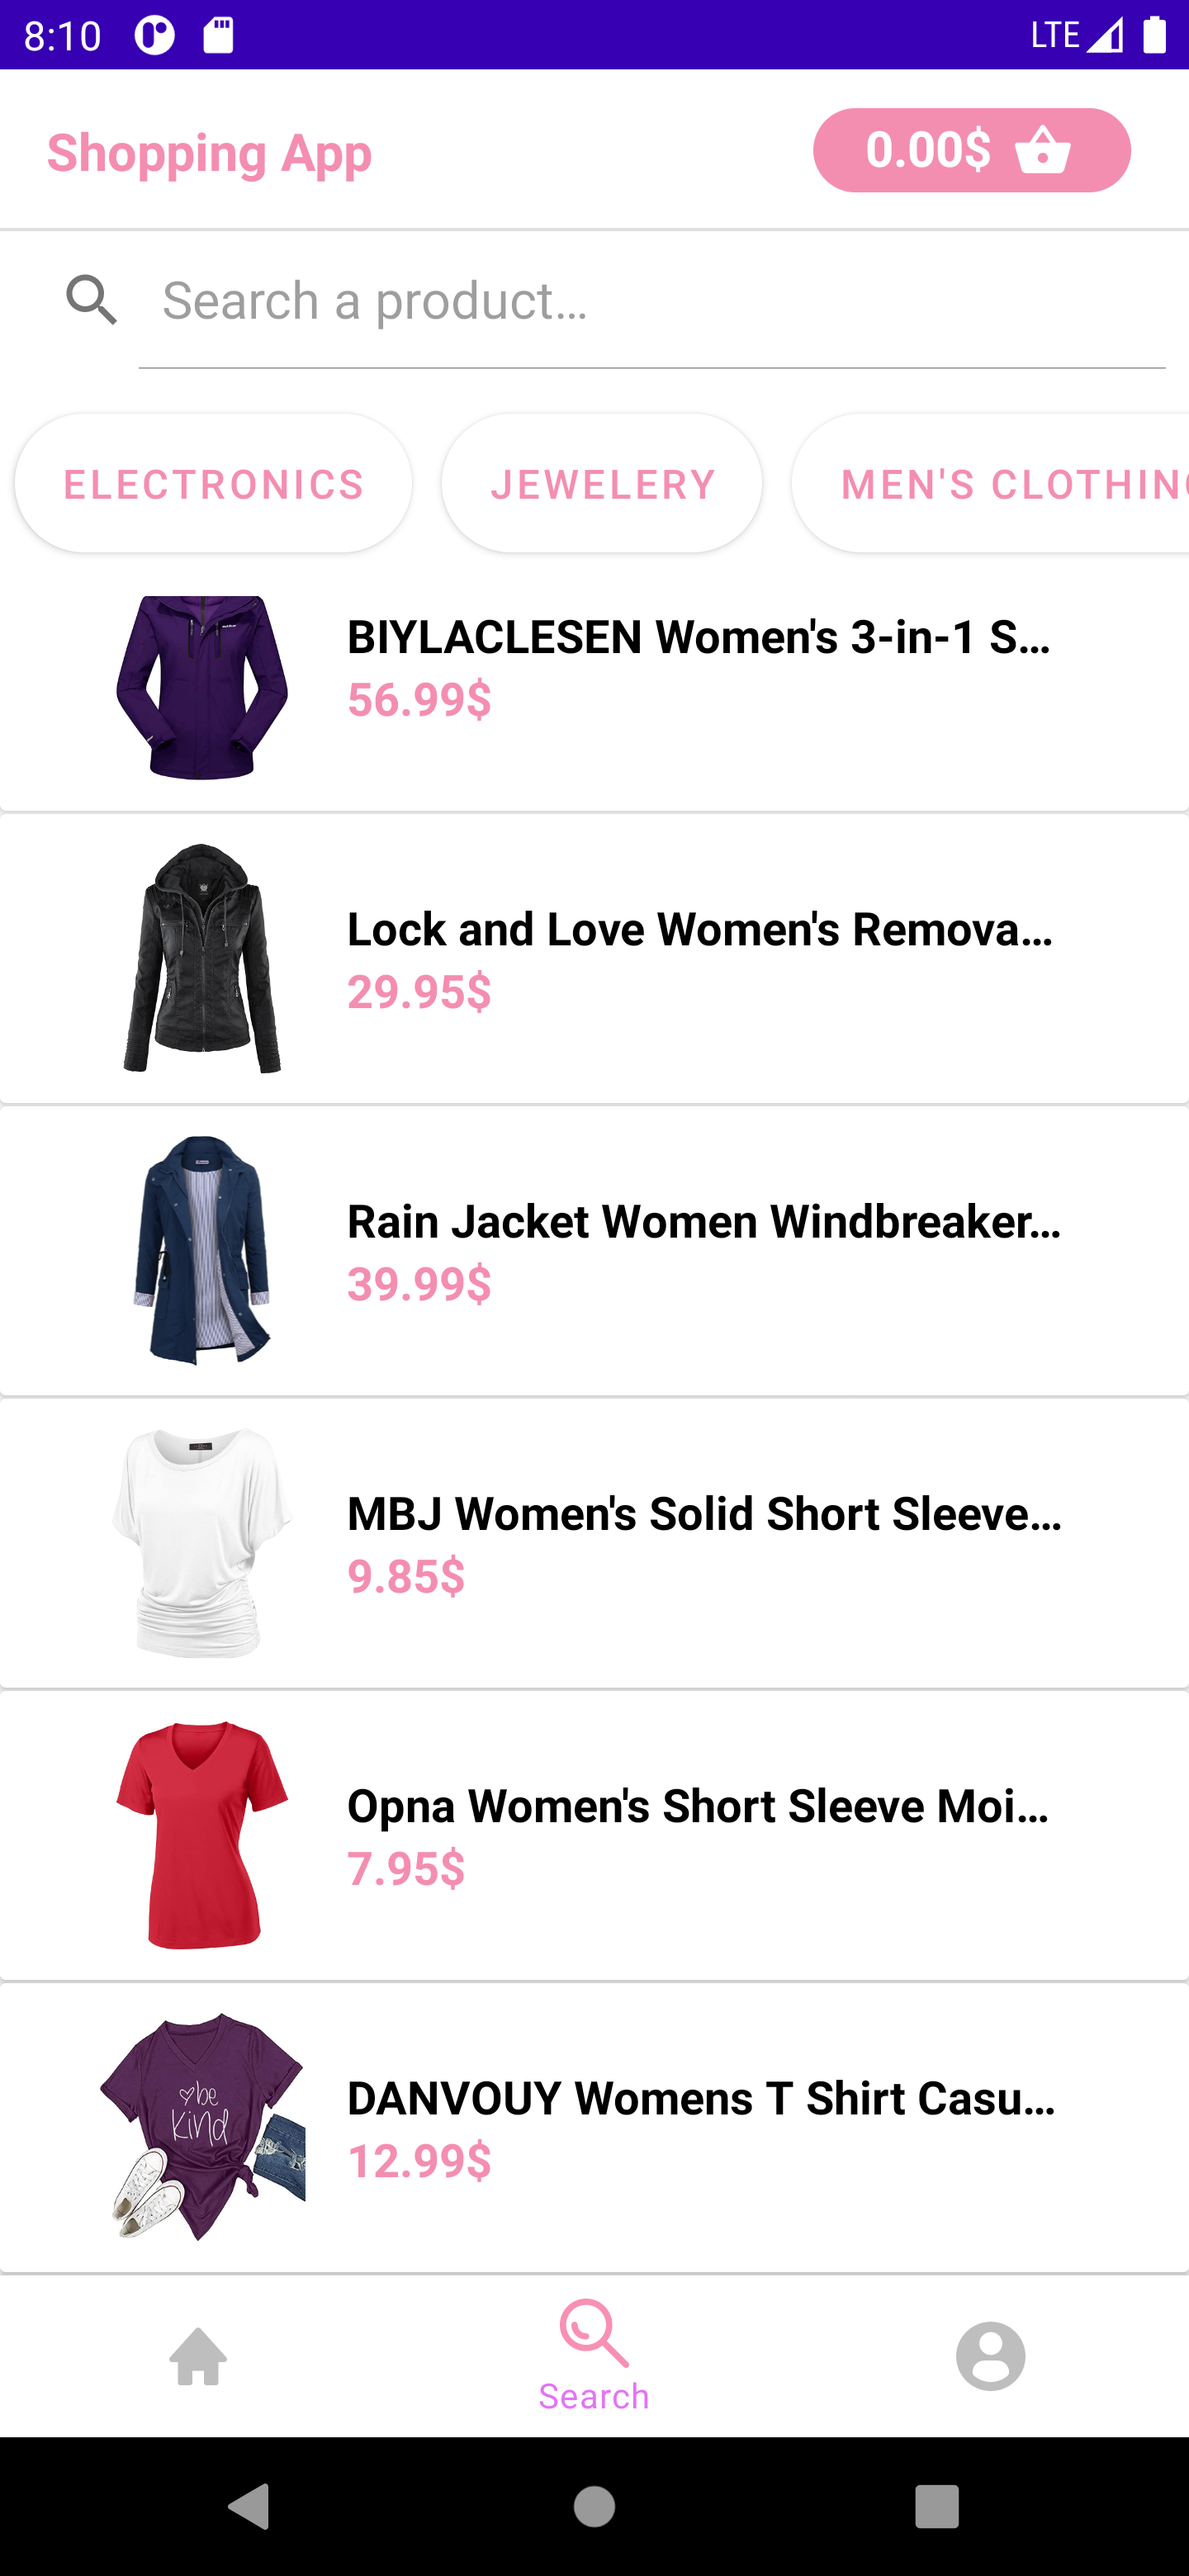 8:10
LTE
Shopping App
0.00$
Search a product...
ELECTRONICS
JEWELERY
MEN'S CLOTHING
BIYLACLESEN Women's 3-in-1 S...
56.99$
Lock and Love Women's Remova...
29.95$
Rain Jacket Women Windbreaker...
39.99$
MBJ Women's Solid Short Sleeve...
9.85$
Opna Women's Short Sleeve Moi...
7.95$
be
kind
DANVOUY Womens T Shirt Casu...
12.99$
Search